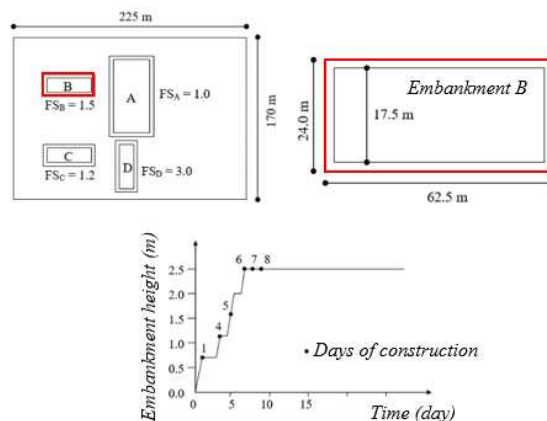 225 m
B
FS_B = 1.5
A
FS_A = 1.0
C
FS_C = 1.2
D
FS_D = 3.0
170 m
Embankment B
24.0 m
17.5 m
62.5 m
Embankment height (m)
2.5
2.0
1.5
1.0
0.5
0.0
1
4
5
6 7 8
Days of construction
5 10 15
Time (day)